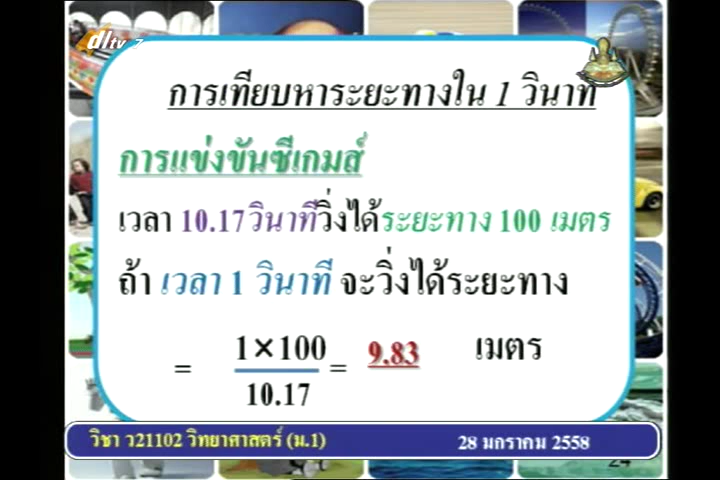 dltv 7
การเทียบหาระยะทางใน 1 วินาที
การแข่งขันซีเกมส์
เวลา 10.17 วินาทีวิ่งได้ระยะทาง 100 เมตร
ถ้า เวลา 1 วินาที จะวิ่งได้ระยะทาง
= 1×100 = 9.83 เมตร
10.17
วิชา ว21102 วิทยาศาสตร์ (ม.1) 28 มกราคม 2558
24